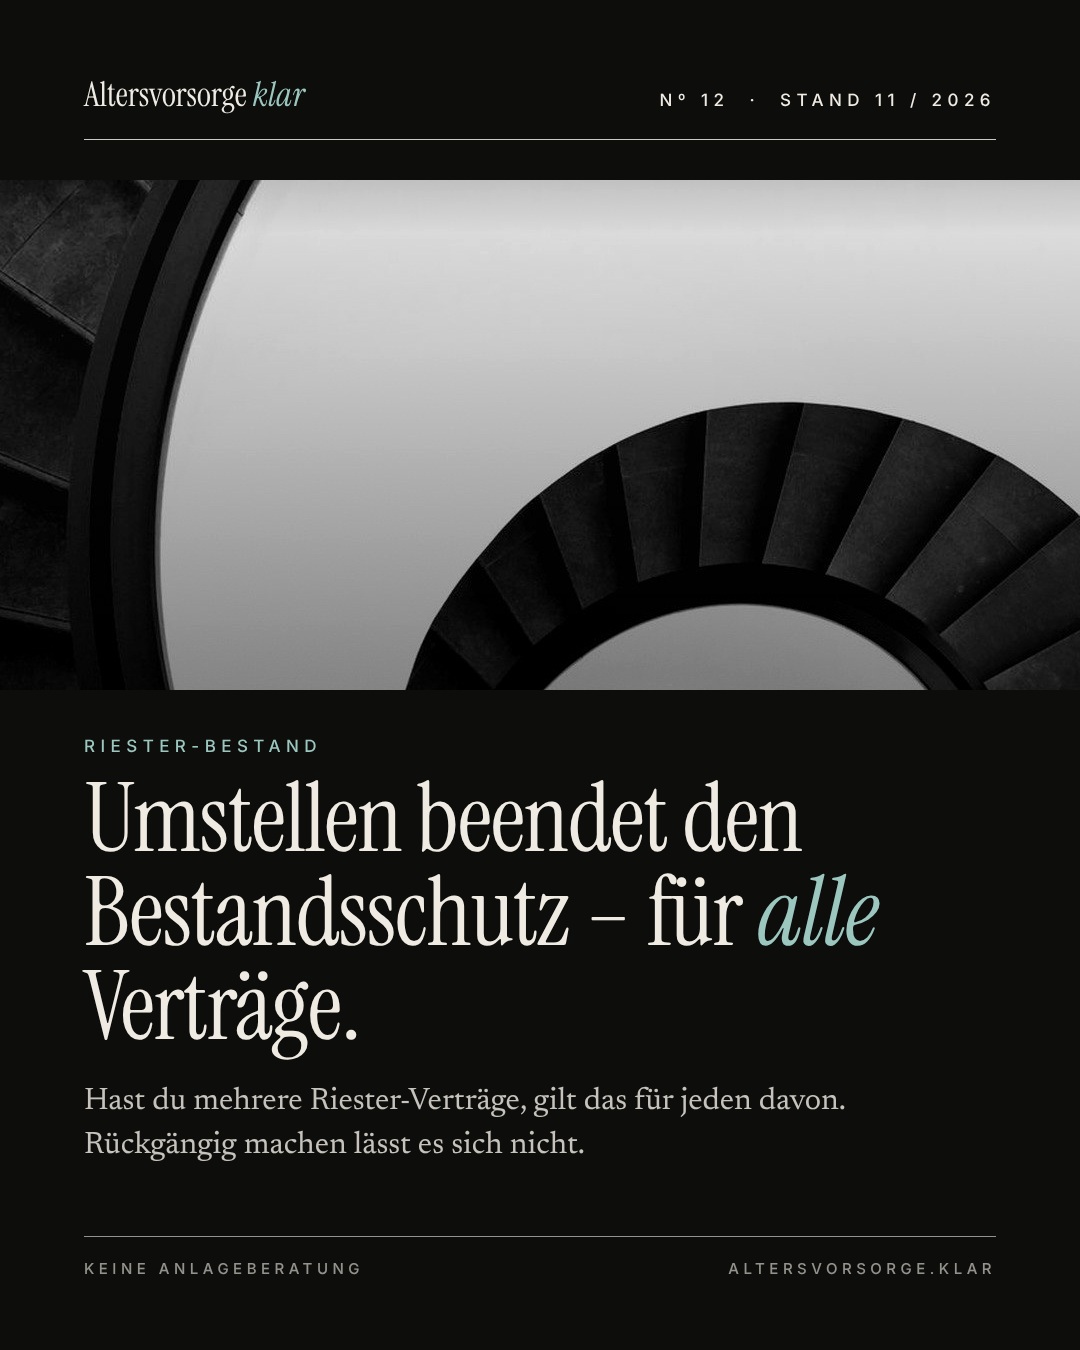 Altersvorsorge klar
Nº 12 · STAND 11 / 2026
RIESTER-BESTAND
Umstellen beendet den
Bestandsschutz – für alle
Verträge.
Hast du mehrere Riester-Verträge, gilt das für jeden davon.
Rückgängig machen lässt es sich nicht.
KEINE ANLAGEBERATUNG
ALTERSVORSORGE.KLAR